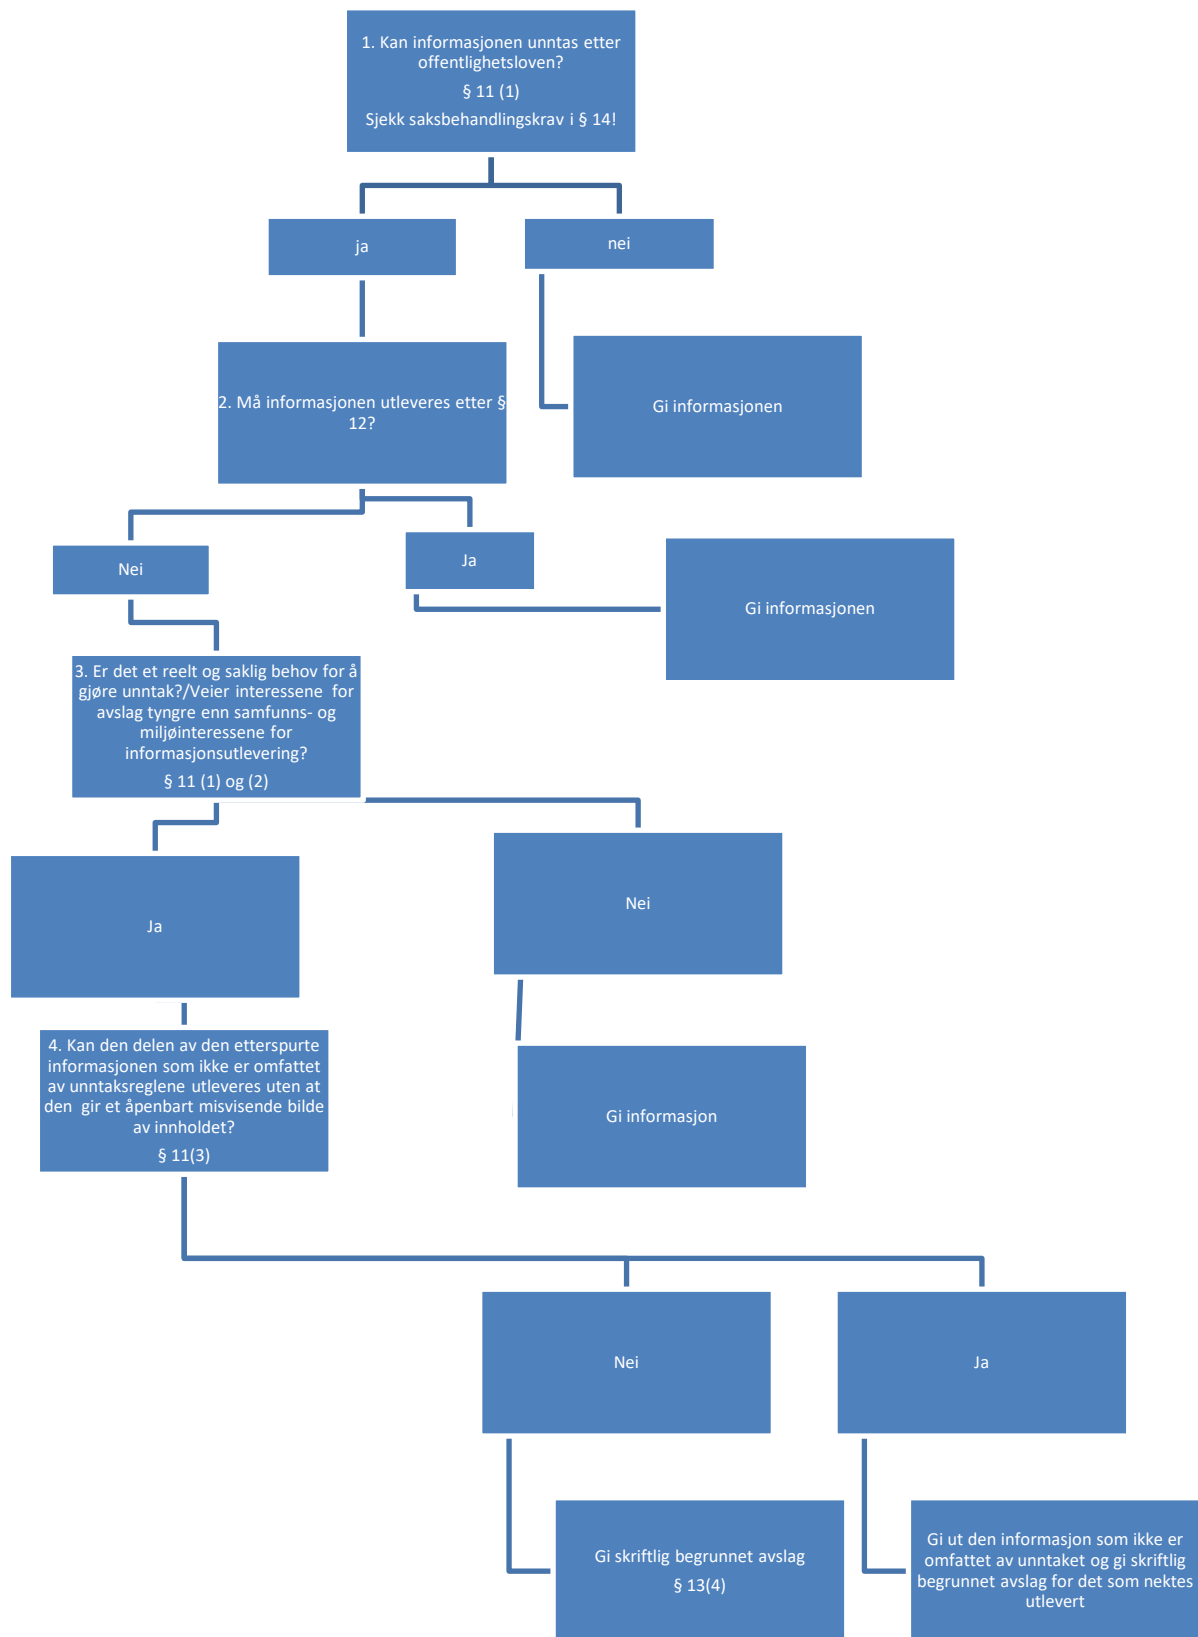 1. Kan informasjonen unntas etter
offentlighetsloven?
§ 11 (1)
Sjekk saksbehandlingskrav i § 14!
ja
nei
2. Må informasjonen utleveres etter §
12?
Gi informasjonen
Nei
Ja
Gi informasjonen
3. Er det et reelt og saklig behov for å
gjøre unntak?/Veier interessene for
avslag tyngre enn samfunns- og
miljøinteressene for
informasjonsutlevering?
§ 11 (1) og (2)
Ja
Nei
4. Kan den delen av den etterspurte
informasjonen som ikke er omfattet
av unntaksreglene utleveres uten at
den gir et åpenbart misvisende bilde
av innholdet?
§ 11(3)
Gi informasjon
Nei
Ja
Gi skriftlig begrunnet avslag
§ 13(4)
Gi ut den informasjon som ikke er
omfattet av unntaket og gi skriftlig
begrunnet avslag for det som nektes
utlevert